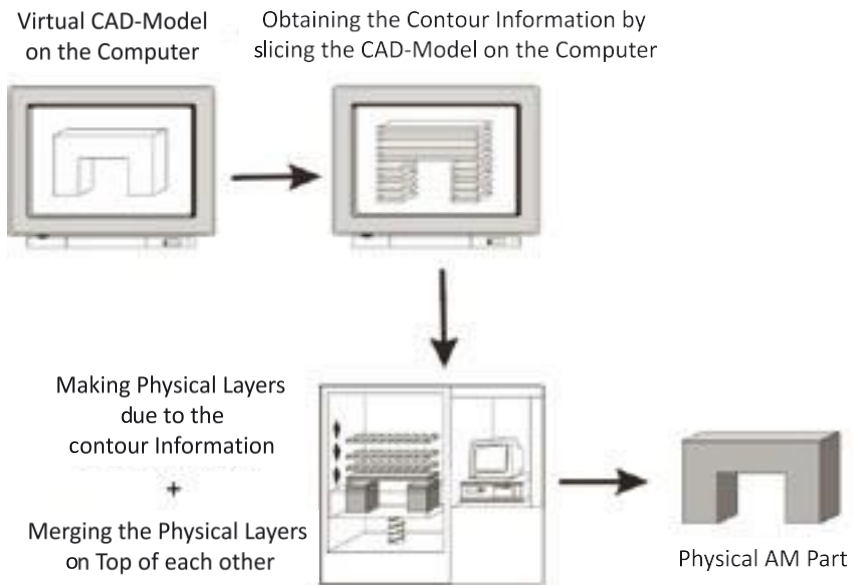 Virtual CAD-Model
on the Computer
Obtaining the Contour Information by
slicing the CAD-Model on the Computer
Making Physical Layers
due to the
contour Information
+
Merging the Physical Layers
on Top of each other
Physical AM Part